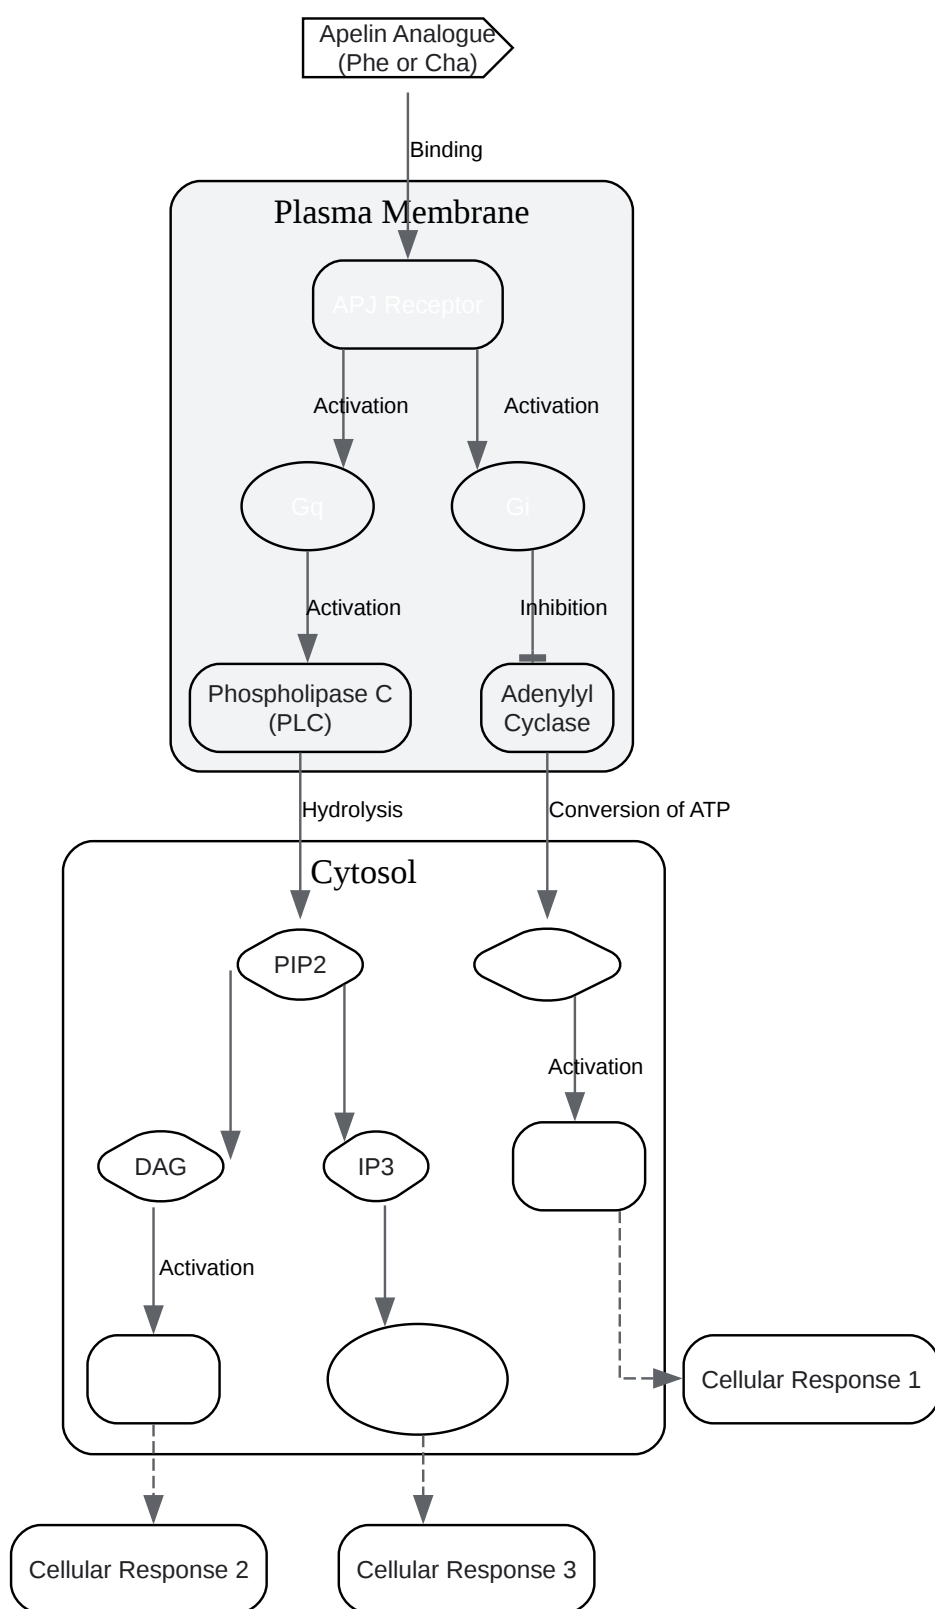 Apelin Analogue
(Phe or Cha)
Binding
Plasma Membrane
APJ Receptor
Activation
Activation
Gq
Gi
Activation
Inhibition
Phospholipase C
(PLC)
Adenylyl
Cyclase
Hydrolysis
Conversion of ATP
Cytosol
PIP2
Activation
DAG
IP3
Activation
Cellular Response 1
Cellular Response 2
Cellular Response 3